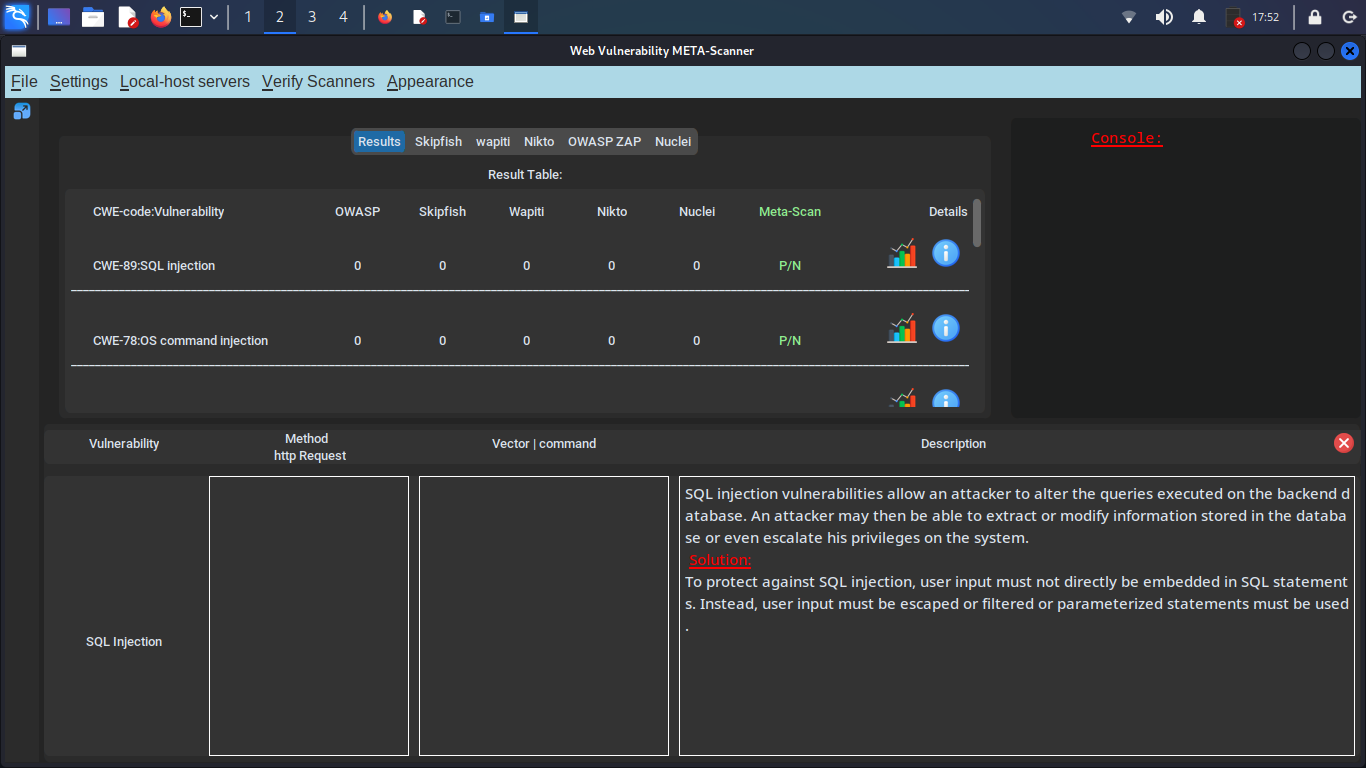 1 2 3 4 17:52
Web Vulnerability META-Scanner
File Settings Local-host servers Verify Scanners Appearance
Results Skipfish wapiti Nikto OWASP ZAP Nuclei
Result Table:
CWE-code:Vulnerability OWASP Skipfish Wapiti Nikto Nuclei Meta-Scan Details
CWE-89:SQL injection 0 0 0 0 0 P/N
CWE-78:OS command injection 0 0 0 0 0 P/N
Console:
Vulnerability Method Vector | command Description
http Request
SQL Injection
SQL injection vulnerabilities allow an attacker to alter the queries executed on the backend d
atabase. An attacker may then be able to extract or modify information stored in the databa
se or even escalate his privileges on the system.
Solution:
To protect against SQL injection, user input must not directly be embedded in SQL statement
s. Instead, user input must be escaped or filtered or parameterized statements must be used
.